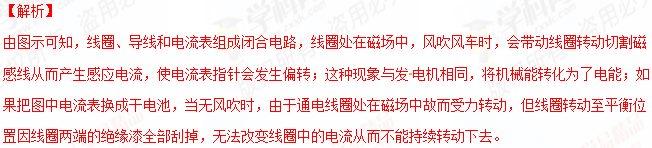 【解析】
由图示可知，线圈、导线和电流表组成闭合电路，线圈处在磁场中，风吹风车时，会带动线圈转动切割磁
感线从而产生感应电流，使电流表指针会发生偏转；这种现象与发-电机相同，将机械能转化为了电能；如
果把图中电流表换成干电池，当无风吹时，由于通电线圈处在磁场中故而受力转动，但线圈转动至平衡位
置因线圈两端的绝缘漆全部刮掉，无法改变线圈中的电流从而不能持续转动下去。